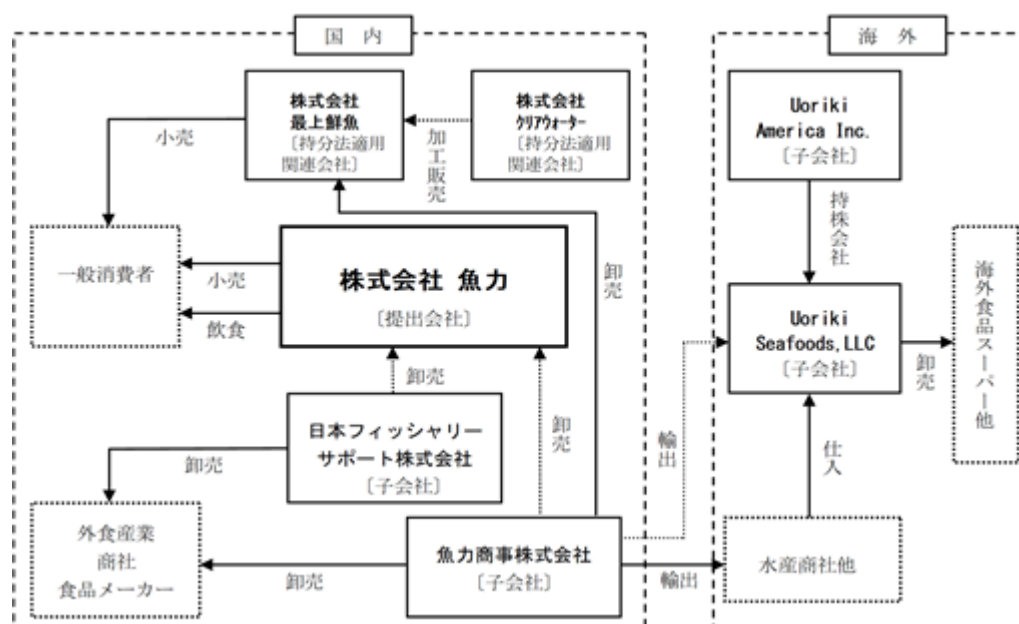 国 内
海 外
株式会社
最上鮮魚
〔持分法適用
関連会社〕
株式会社
ｸﾘｱｳｫｰﾀｰ
〔持分法適用
関連会社〕
Uoriki
America Inc.
〔子会社〕
小売
加工販売
持株会社
一般消費者
小売
飲食
株式会社 魚力
〔提出会社〕
卸売
Uoriki
Seafoods,LLC
〔子会社〕
卸売
海外食品スーパー他
卸売
卸売
輸出
仕入
日本フィッシャリー
サポート株式会社
〔子会社〕
卸売
外食産業
商社
食品メーカー
卸売
魚力商事株式会社
〔子会社〕
輸出
水産商社他